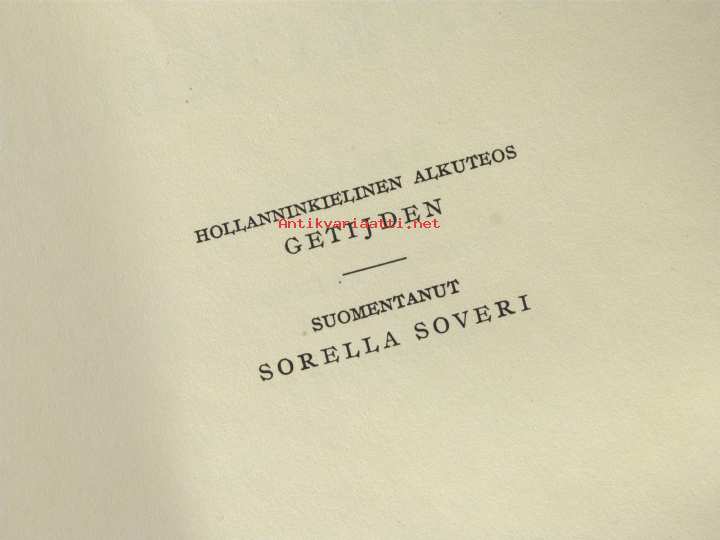 HOLLANNINKIELINEN ALKUTEOS
GETIJDEN
Antikvariaatti.net
SUOMENTANUT
SORELLA SOVERI